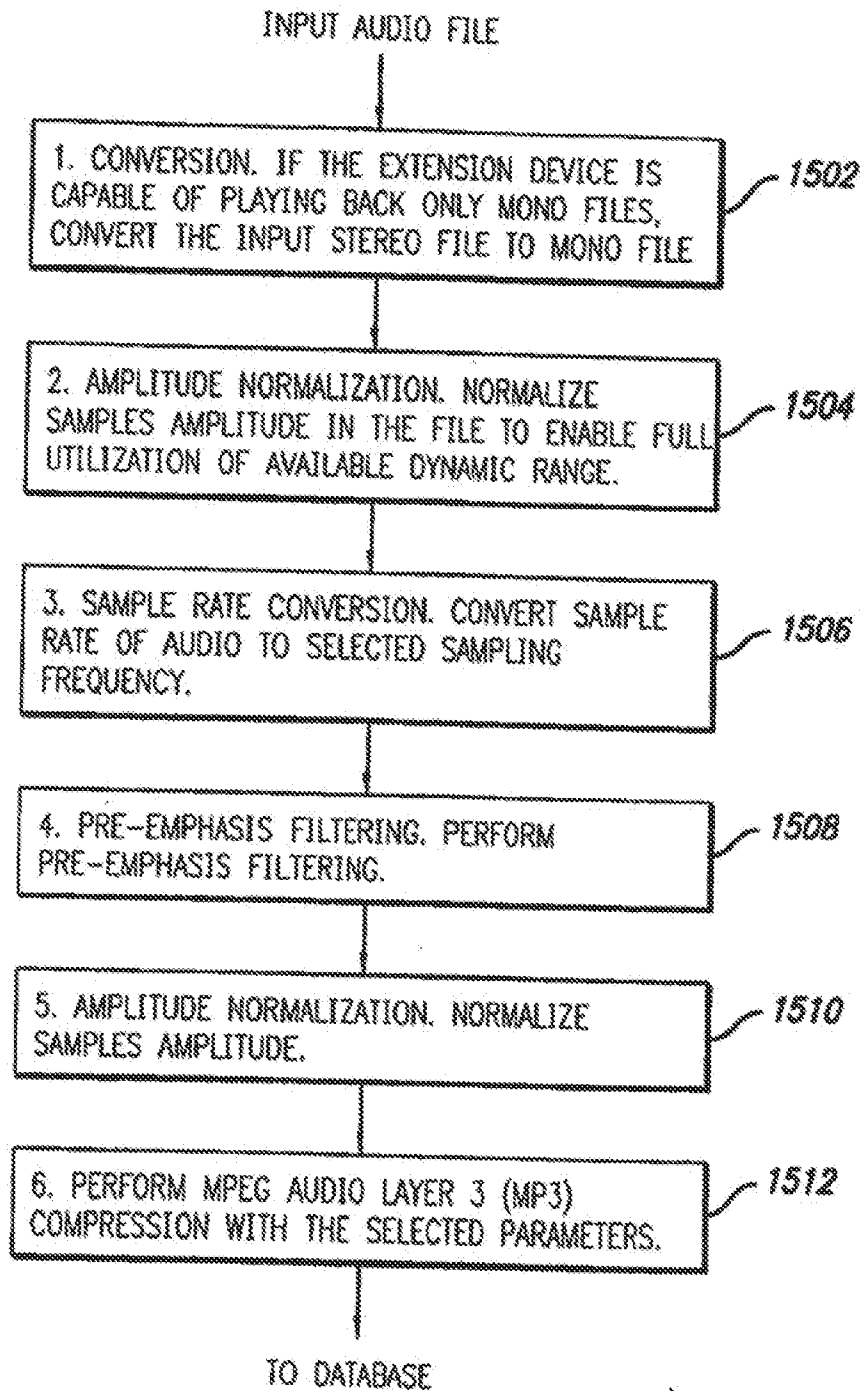 INPUT AUDIO FILE
1. CONVERSION. IF THE EXTENSION DEVICE IS
CAPABLE OF PLAYING BACK ONLY MONO FILES,
CONVERT THE INPUT STEREO FILE TO MONO FILE
1502
2. AMPLITUDE NORMALIZATION. NORMALIZE
SAMPLES AMPLITUDE IN THE FILE TO ENABLE FULL
UTILIZATION OF AVAILABLE DYNAMIC RANGE.
1504
3. SAMPLE RATE CONVERSION. CONVERT SAMPLE
RATE OF AUDIO TO SELECTED SAMPLING
FREQUENCY.
1506
4. PRE-EMPHASIS FILTERING. PERFORM
PRE-EMPHASIS FILTERING.
1508
5. AMPLITUDE NORMALIZATION. NORMALIZE
SAMPLES AMPLITUDE.
1510
6. PERFORM MPEG AUDIO LAYER 3 (MP3)
COMPRESSION WITH THE SELECTED PARAMETERS.
1512
TO DATABASE